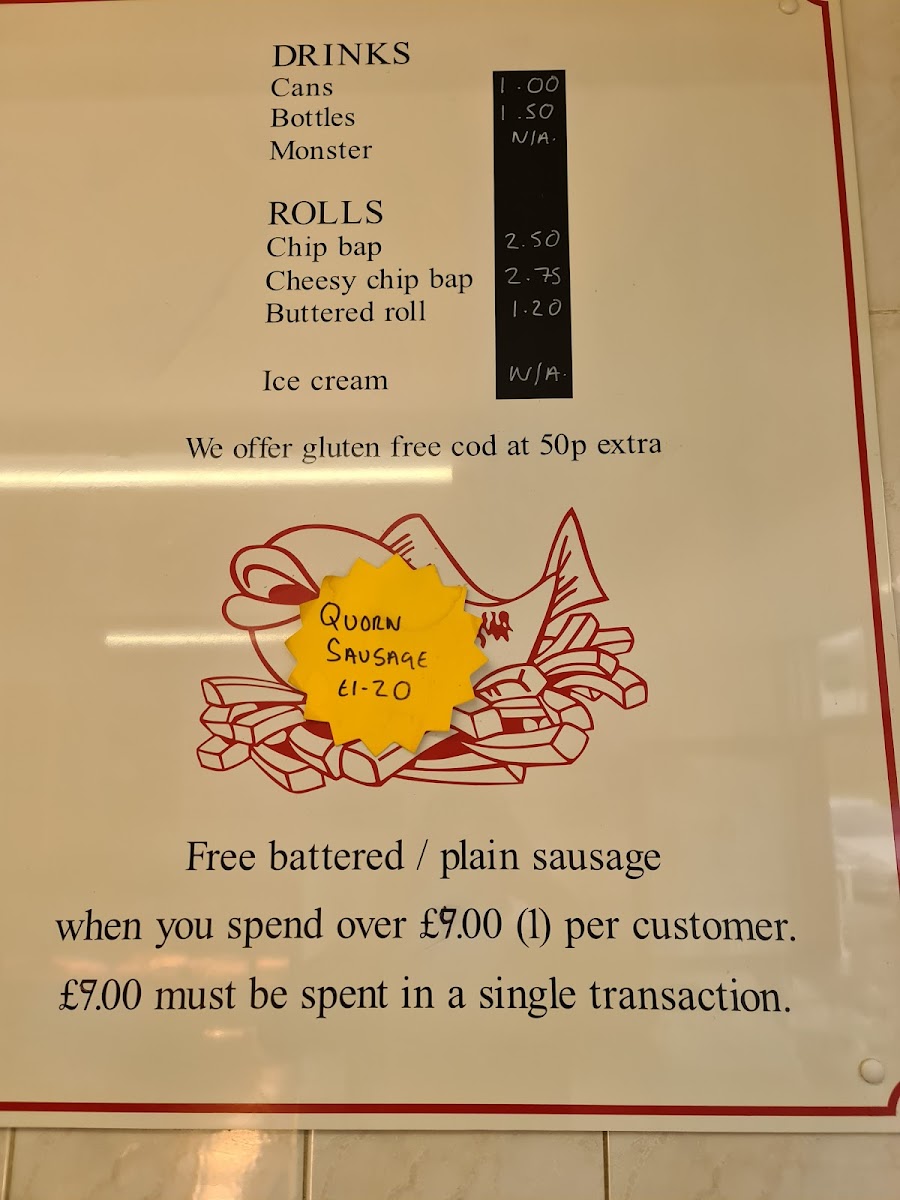 DRINKS
Cans 1.00
Bottles 1.50
Monster N/A.
ROLLS
Chip bap 2.50
Cheesy chip bap 2.75
Buttered roll 1.20
Ice cream N/A.
We offer gluten free cod at 50p extra
QUORN
SAUSAGE
£1-20
Free battered / plain sausage
when you spend over £9.00 (1) per customer.
£9.00 must be spent in a single transaction.